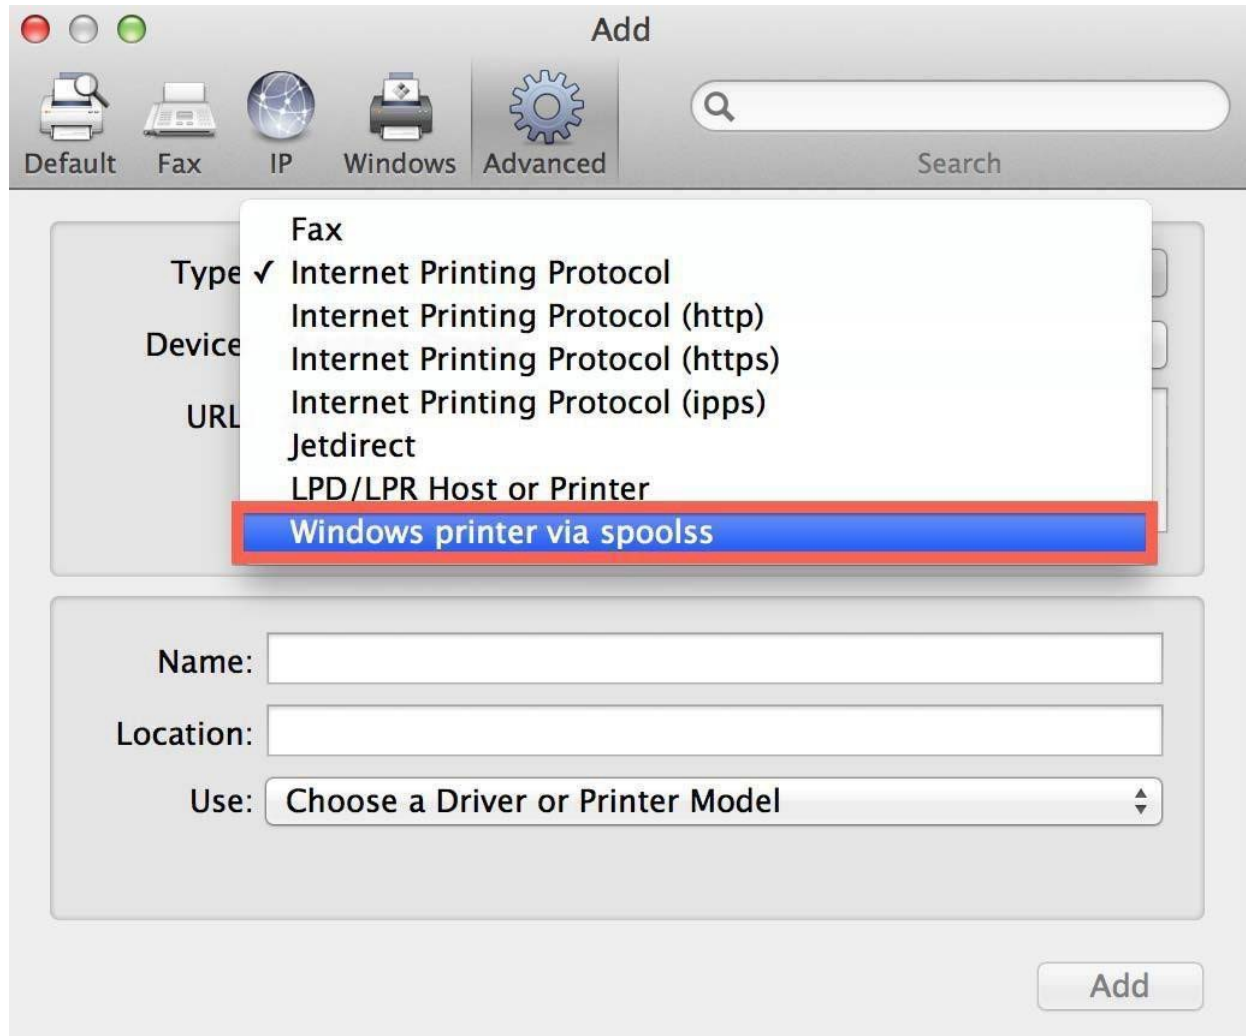 Add
Default Fax IP Windows Advanced Search
Fax
Type ✓ Internet Printing Protocol
Internet Printing Protocol (http)
Device Internet Printing Protocol (https)
Internet Printing Protocol (ipps)
URL
Jetdirect
LPD/LPR Host or Printer
Windows printer via spoolss
Name:
Location:
Use: Choose a Driver or Printer Model
Add